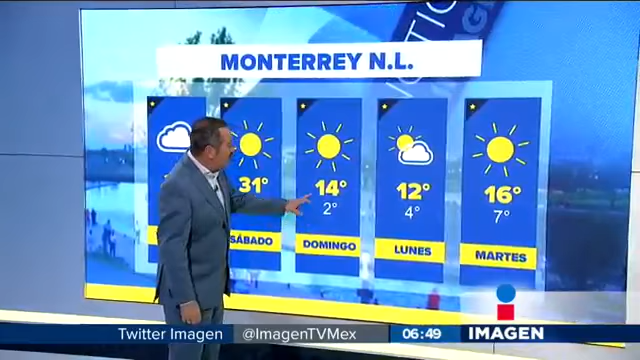 MONTERREY N.L.
31°
14°
12°
16°
2°
4°
7°
SÁBADO
DOMINGO
LUNES
MARTES
Twitter Imagen
@ImagenTVMex
06:49
IMAGEN